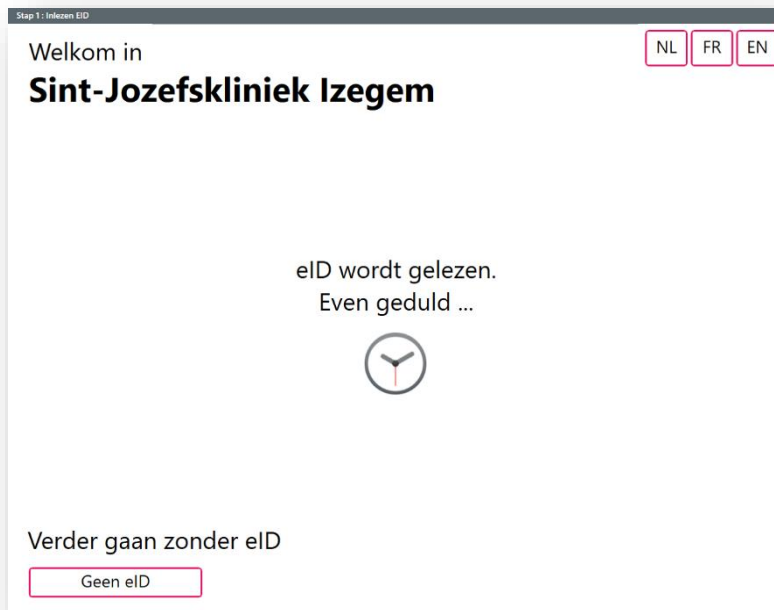 Stap 1 : Inlezen EID
Welkom in
NL FR EN
Sint-Jozefskliniek Izegem
eID wordt gelezen.
Even geduld ...
Verder gaan zonder eID
Geen eID